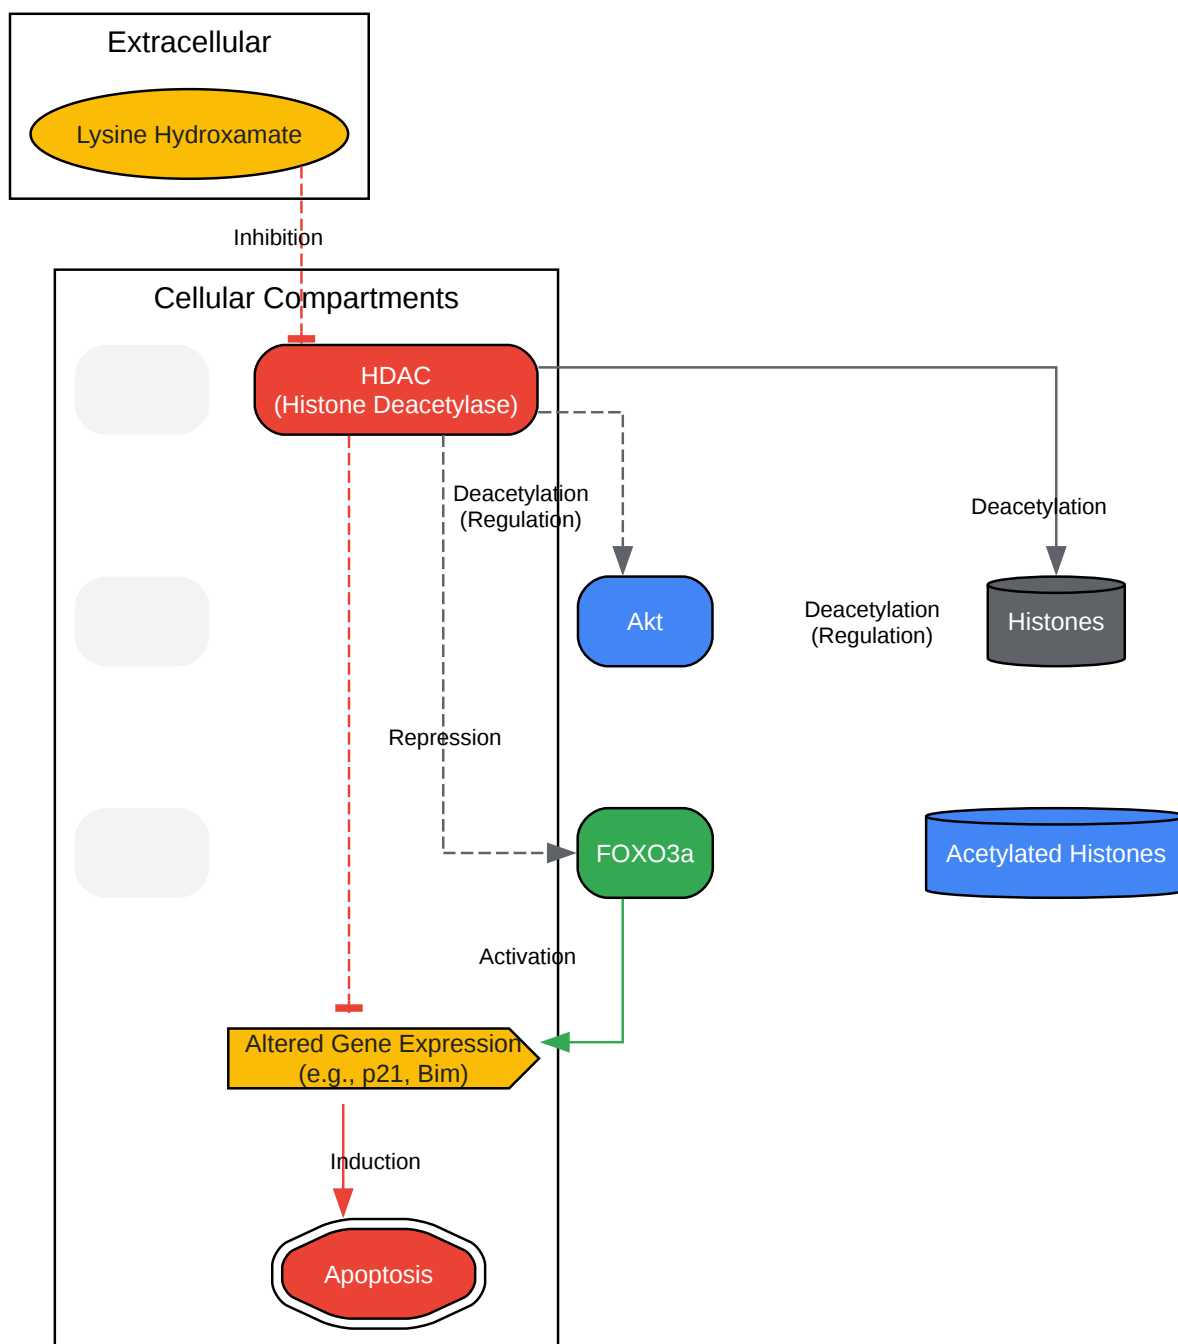 Extracellular
Lysine Hydroxamate
Inhibition
Cellular Compartments
HDAC
(Histone Deacetylase)
Deacetylation
(Regulation)
Deacetylation
Akt
Deacetylation
(Regulation)
Histones
Repression
FOXO3a
Acetylated Histones
Activation
Altered Gene Expression
(e.g., p21, Bim)
Induction
Apoptosis